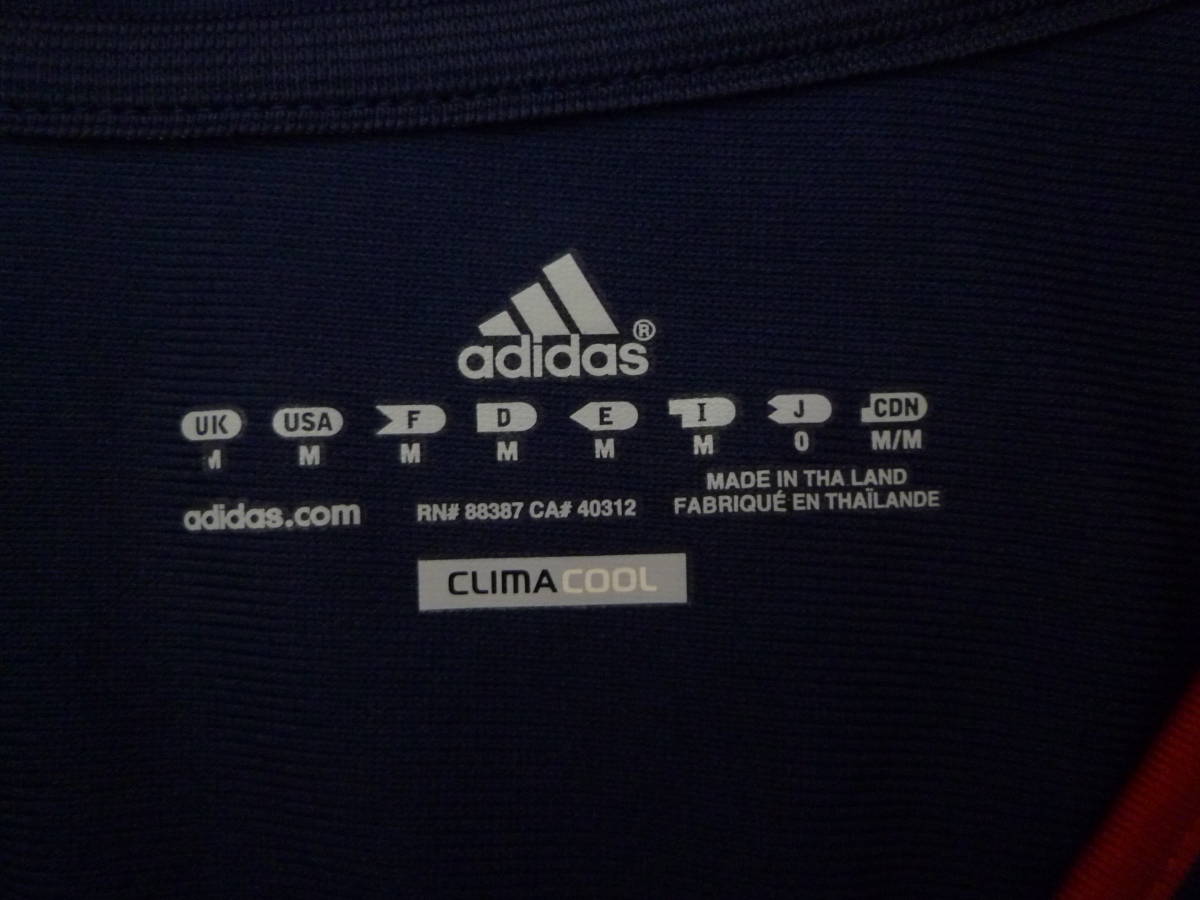 adidas®
UK USA F D E I J CDN
M M M M M M O M/M
MADE IN THA LAND
adidas.com RN# 88387 CA# 40312 FABRIQUÉ EN THAÏLANDE
CLIMACOOL